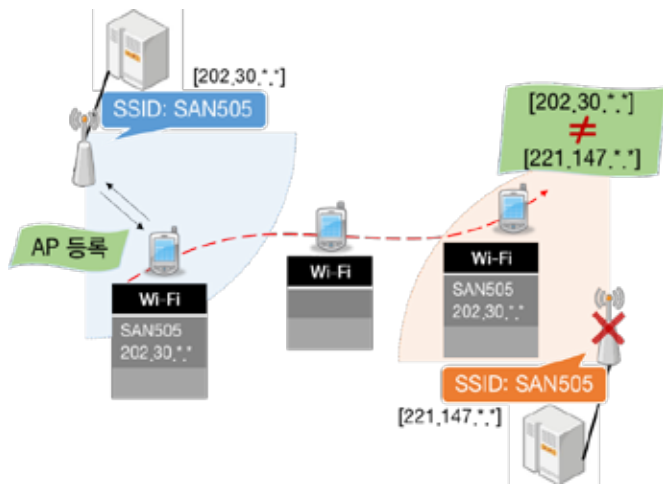 [202.30.*.*]
SSID: SAN505
[202.30.*.*]
≠
[221.147.*.*]
AP 등록
Wi-Fi
SAN505
202.30.*.*
Wi-Fi
Wi-Fi
SAN505
202.30.*.*
SSID: SAN505
[221.147.*.*]